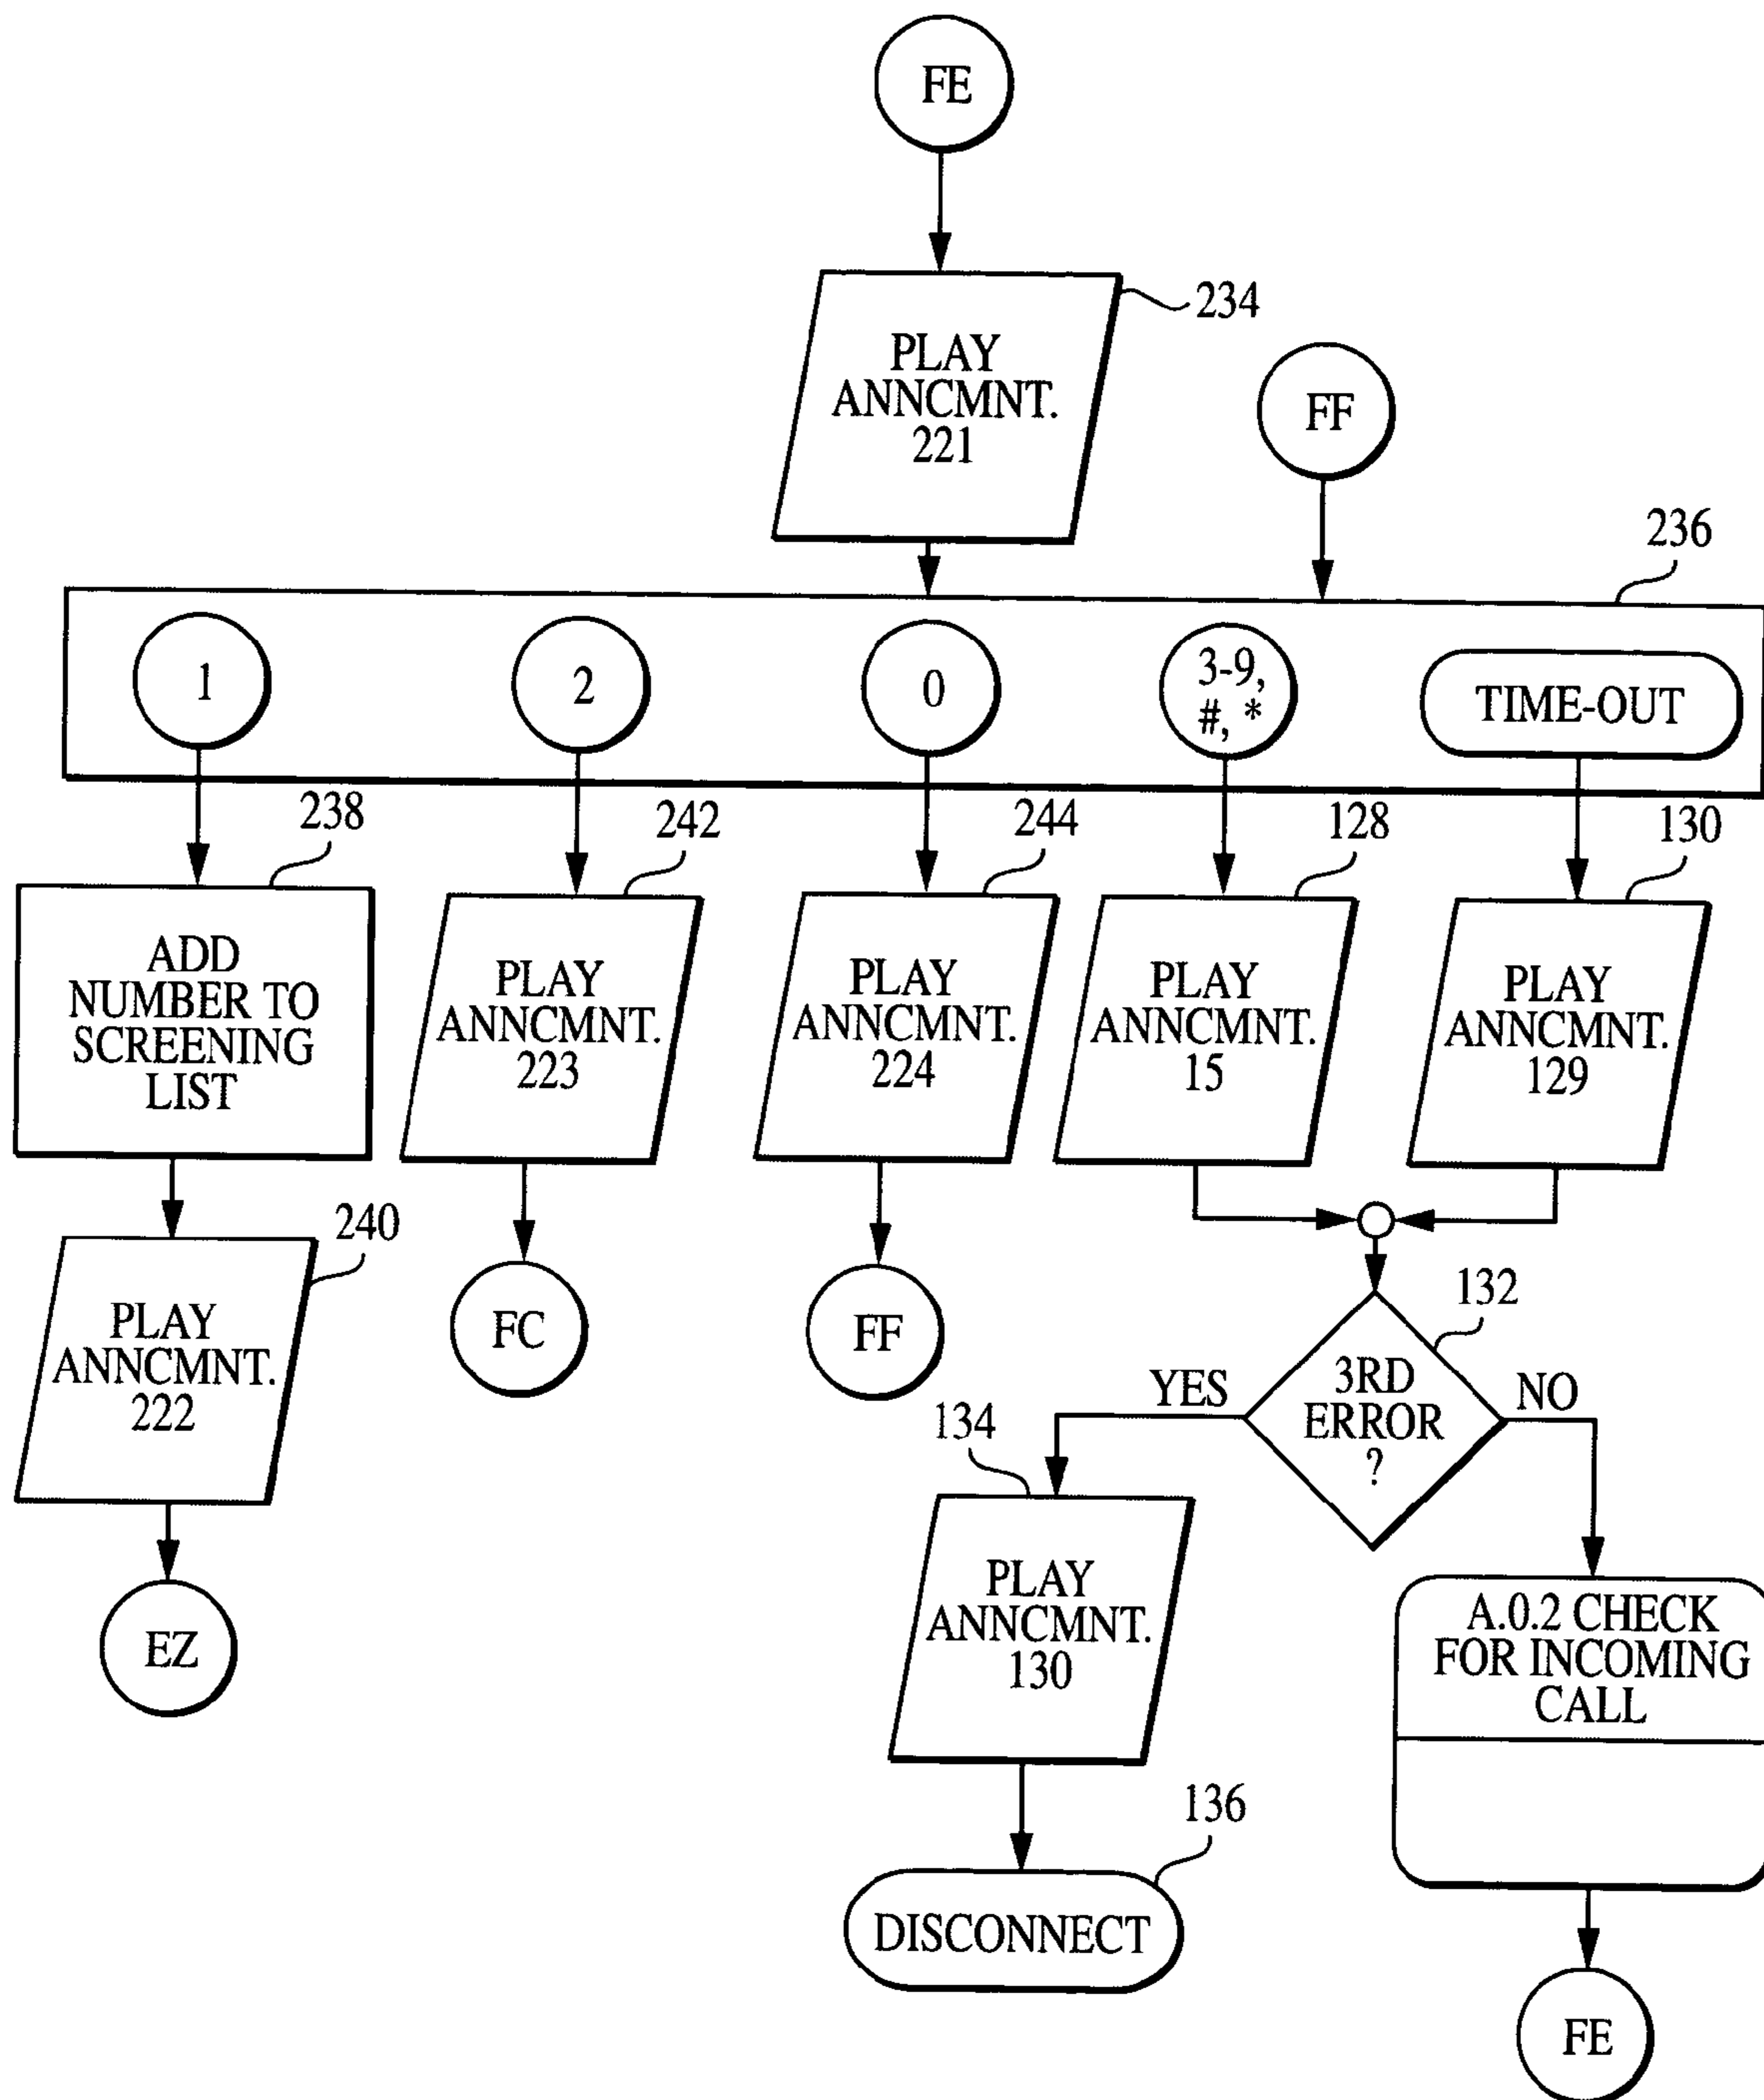 FE
234
PLAY
ANNCMNT.
221
FF
236
1
2
0
3-9,
#, *
TIME-OUT
238
242
244
128
130
ADD
NUMBER TO
SCREENING
LIST
PLAY
ANNCMNT.
223
PLAY
ANNCMNT.
224
PLAY
ANNCMNT.
15
PLAY
ANNCMNT.
129
240
PLAY
ANNCMNT.
222
FC
FF
132
3RD
ERROR
?
YES
NO
134
PLAY
ANNCMNT.
130
EZ
A.0.2 CHECK
FOR INCOMING
CALL
136
DISCONNECT
FE